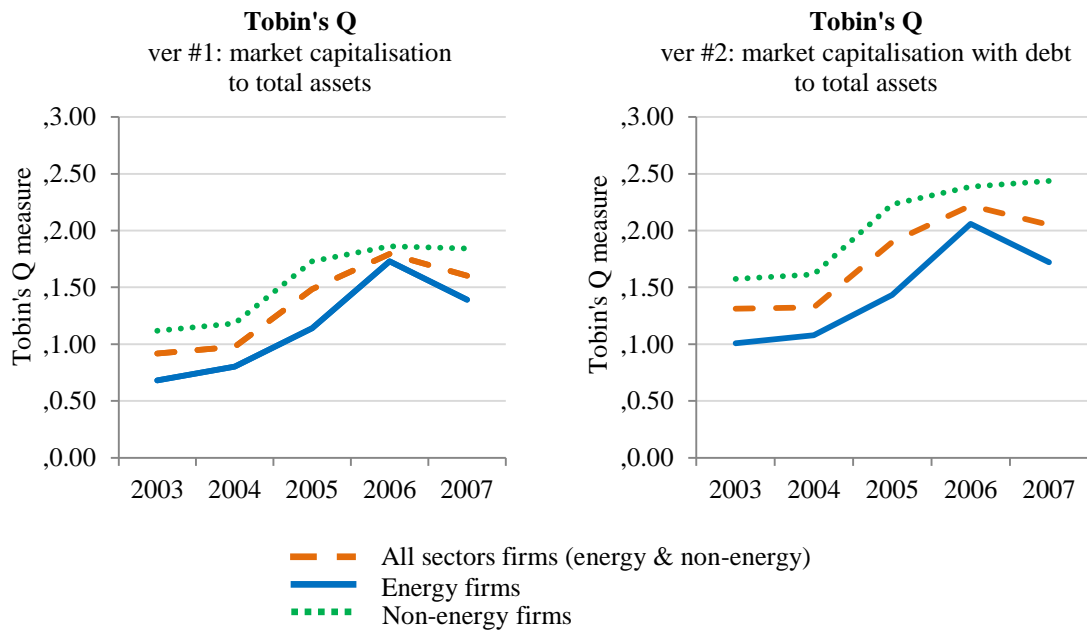 Tobin's Q
ver #1: market capitalisation
to total assets
Tobin's Q measure
,3.00
,2.50
,2.00
,1.50
,1.00
,0.50
,0.00
2003 2004 2005 2006 2007
Tobin's Q
ver #2: market capitalisation with debt
to total assets
Tobin's Q measure
,3.00
,2.50
,2.00
,1.50
,1.00
,0.50
,0.00
2003 2004 2005 2006 2007
All sectors firms (energy & non-energy)
Energy firms
Non-energy firms